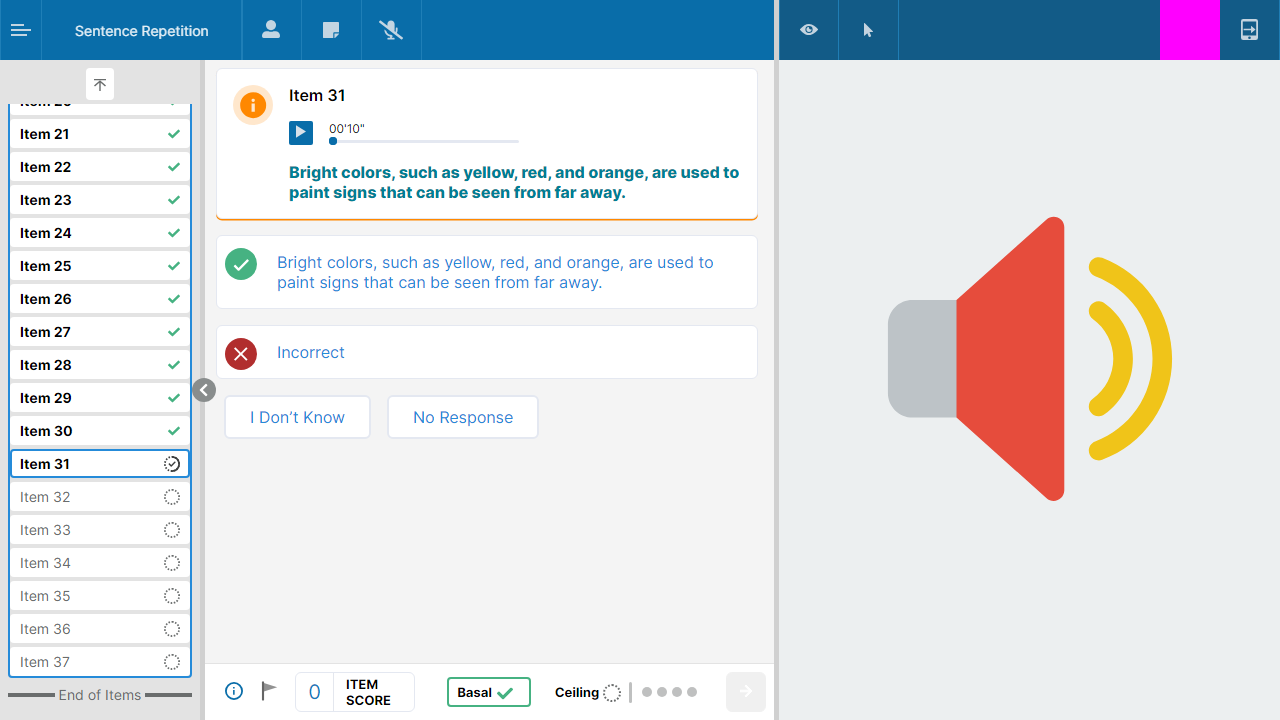 Sentence Repetition
Item 21
Item 22
Item 23
Item 24
Item 25
Item 26
Item 27
Item 28
Item 29
Item 30
Item 31
Item 32
Item 33
Item 34
Item 35
Item 36
Item 37
End of Items
Item 31
00'10"
Bright colors, such as yellow, red, and orange, are used to
paint signs that can be seen from far away.
Bright colors, such as yellow, red, and orange, are used to
paint signs that can be seen from far away.
Incorrect
I Don’t Know
No Response
0
ITEM
SCORE
Basal
Ceiling